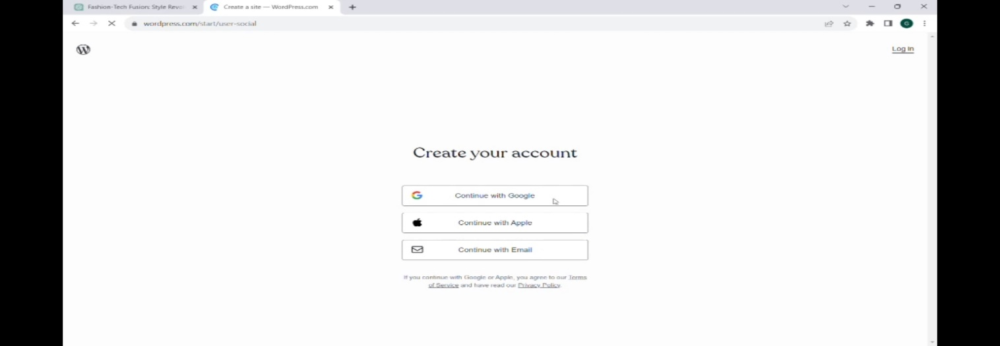 Fashion-Tech Fusion: Style Revol
Create a site — WordPress.com
wordpress.com/start/user-social
G
Log In
Create your account
Continue with Google
Continue with Apple
Continue with Email
If you continue with Google or Apple, you agree to our Terms
of Service and have read our Privacy Policy.